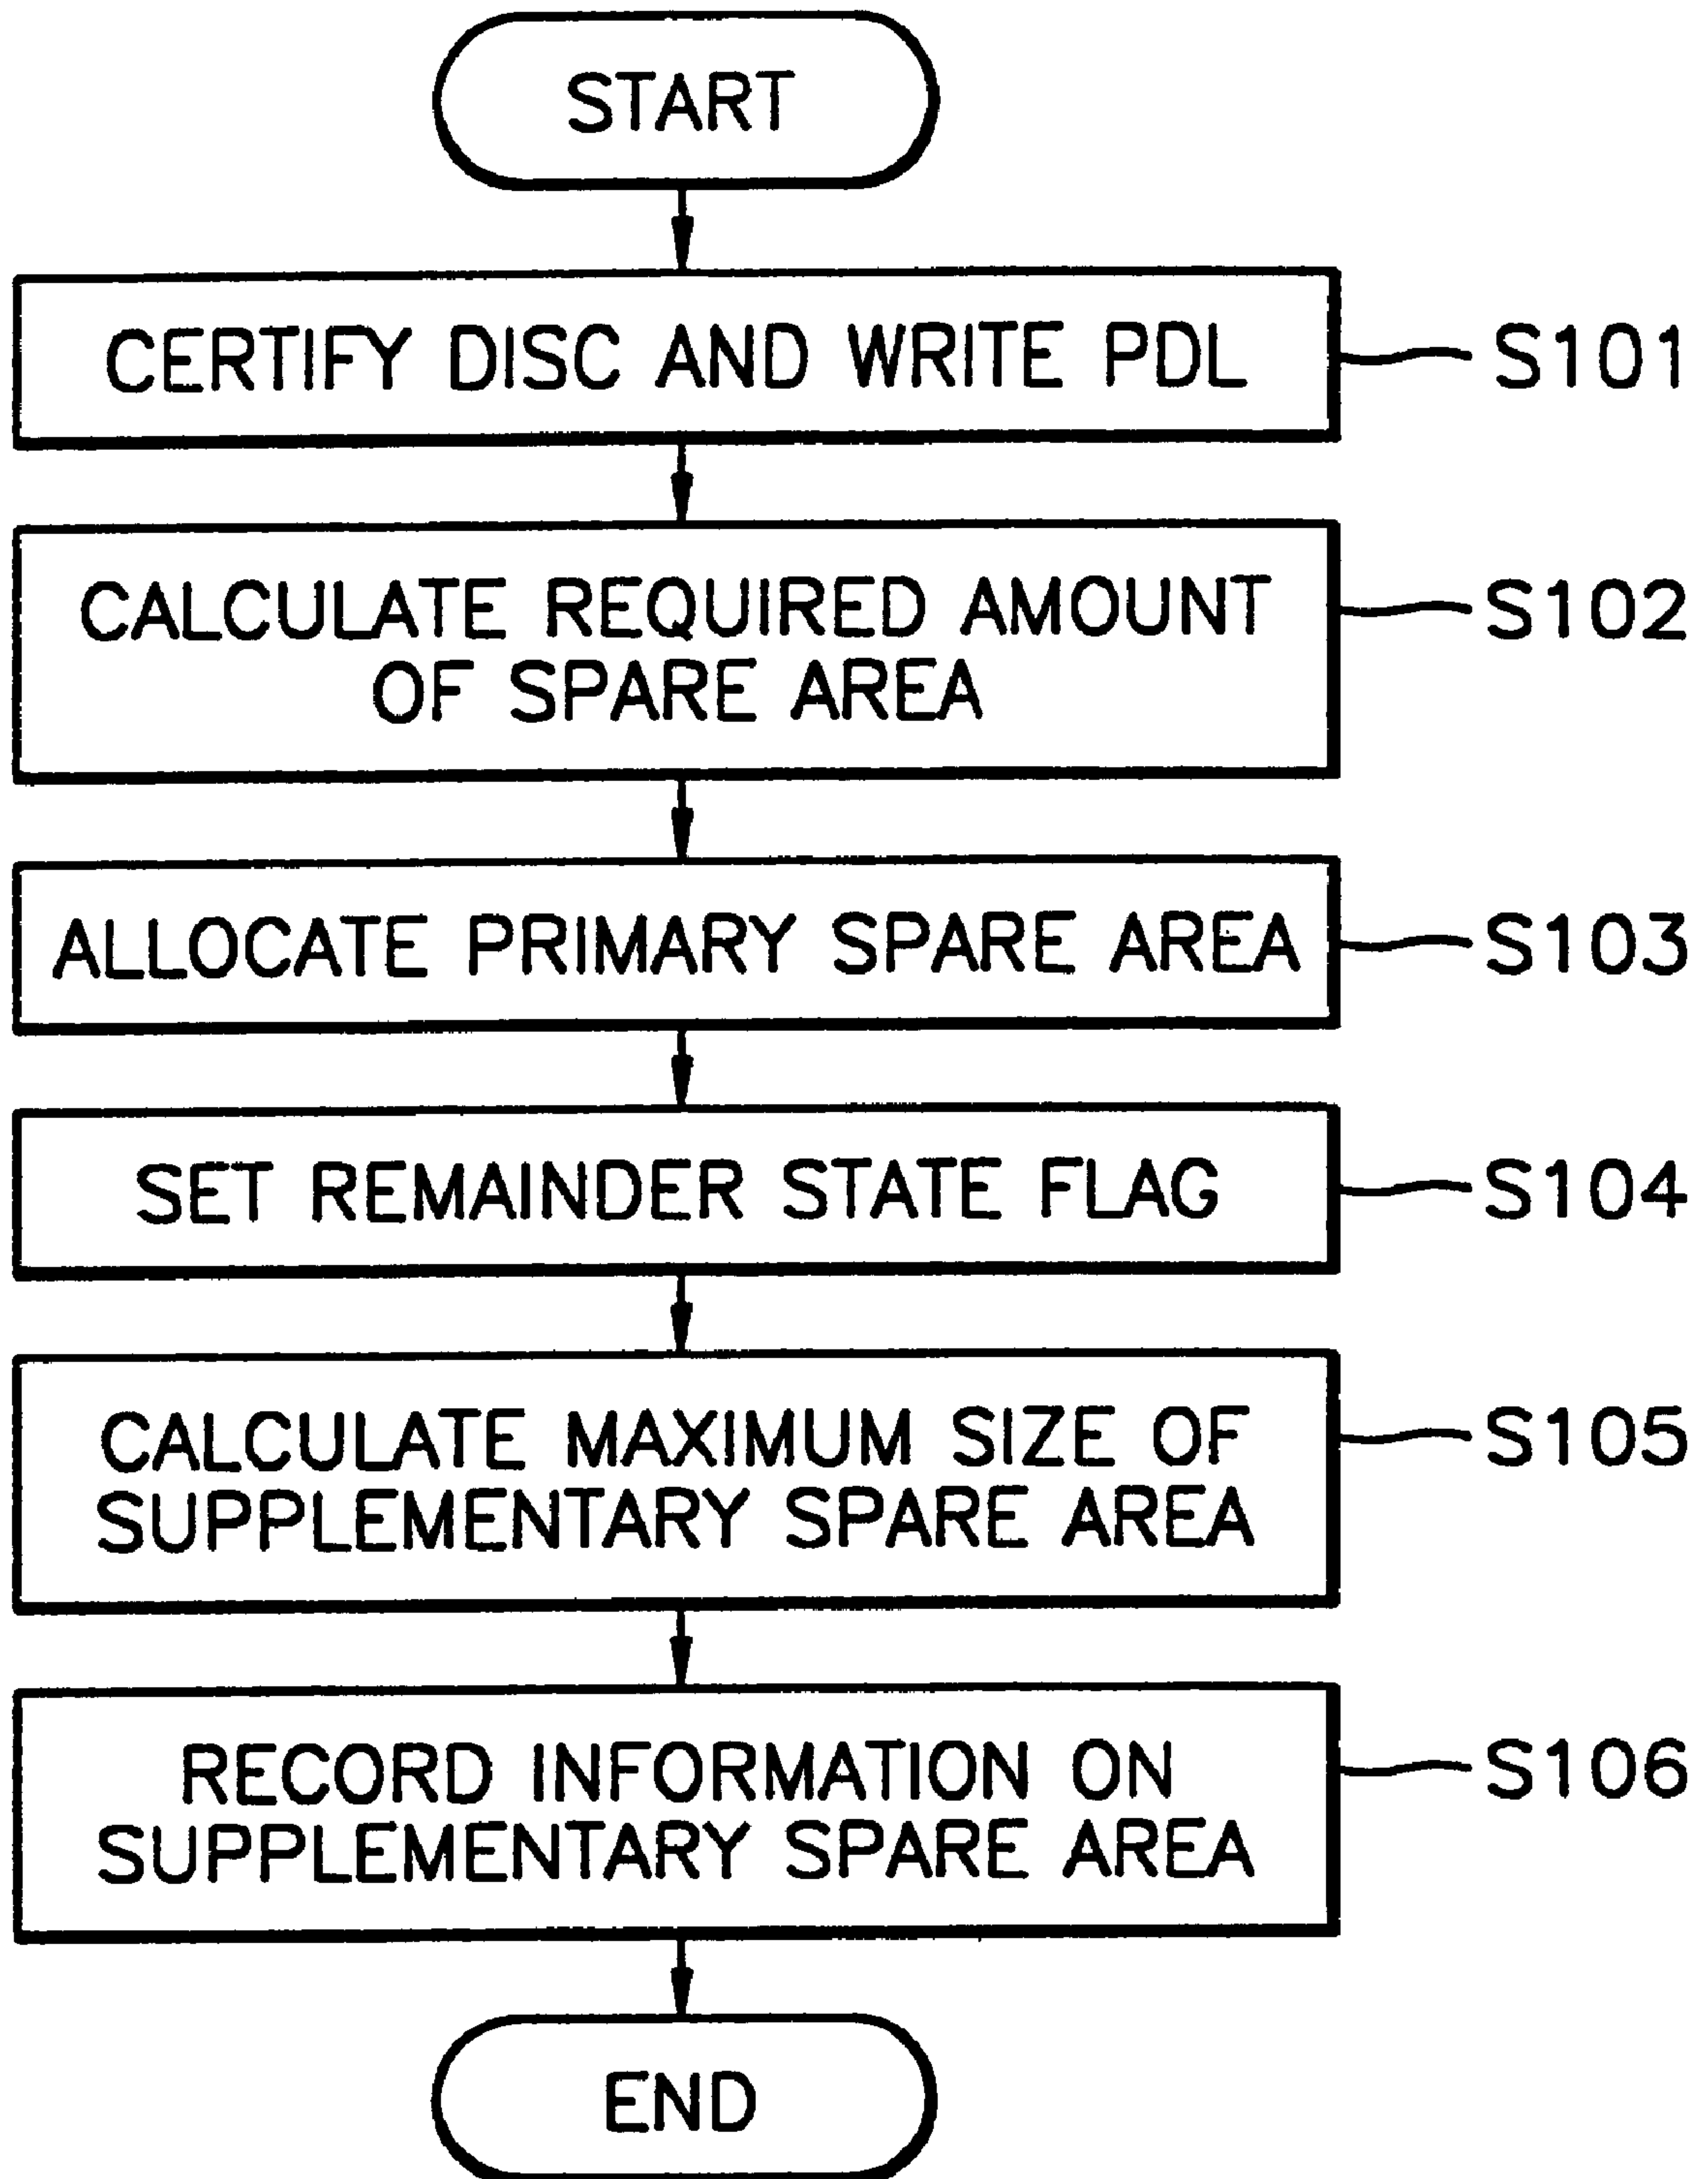 START
CERTIFY DISC AND WRITE PDL
S101
CALCULATE REQUIRED AMOUNT
OF SPARE AREA
S102
ALLOCATE PRIMARY SPARE AREA
S103
SET REMAINDER STATE FLAG
S104
CALCULATE MAXIMUM SIZE OF
SUPPLEMENTARY SPARE AREA
S105
RECORD INFORMATION ON
SUPPLEMENTARY SPARE AREA
S106
END